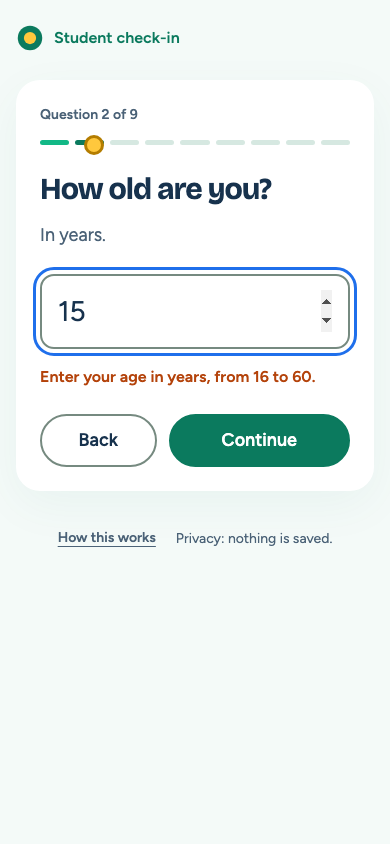 Student check-in
Question 2 of 9
How old are you?
In years.
15
Enter your age in years, from 16 to 60.
Back
Continue
How this works
Privacy: nothing is saved.